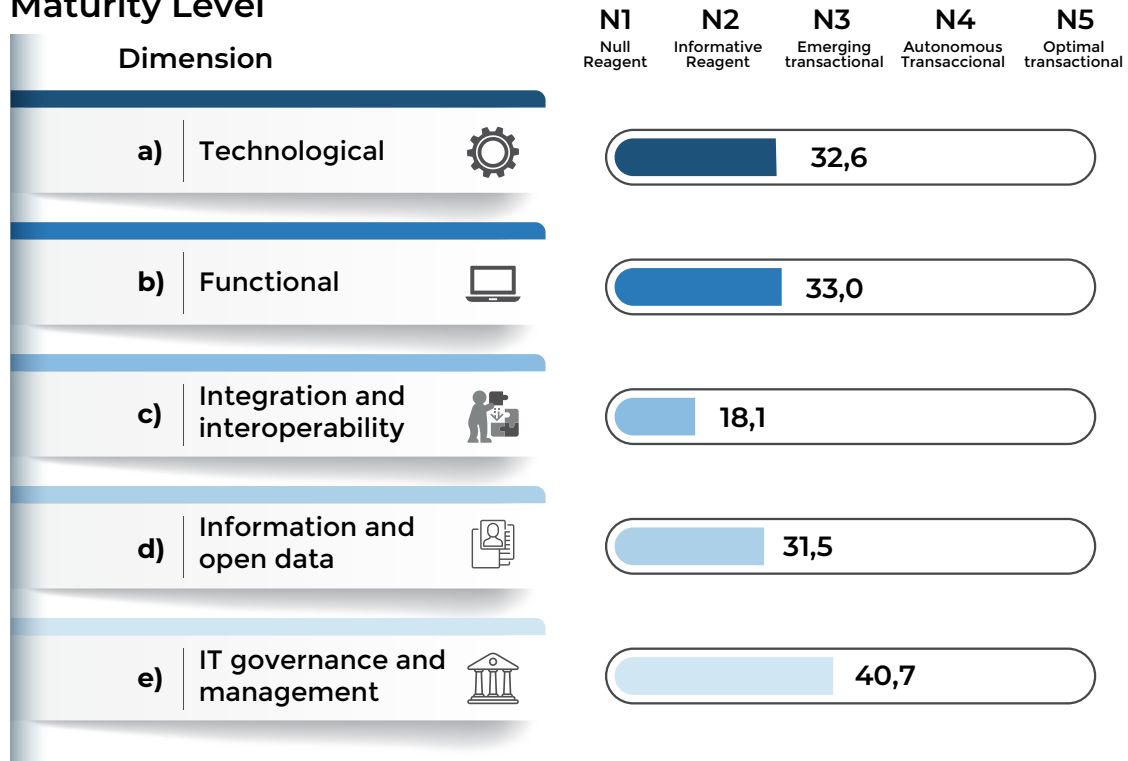 Maturity Level
Dimension
N1
Null
Reagent
N2
Informative
Reagent
N3
Emerging
transactional
N4
Autonomous
Transaccional
N5
Optimal
transactional
a)
Technological
32,6
b)
Functional
33,0
c)
Integration and
interoperability
18,1
d)
Information and
open data
31,5
e)
IT governance and
management
40,7